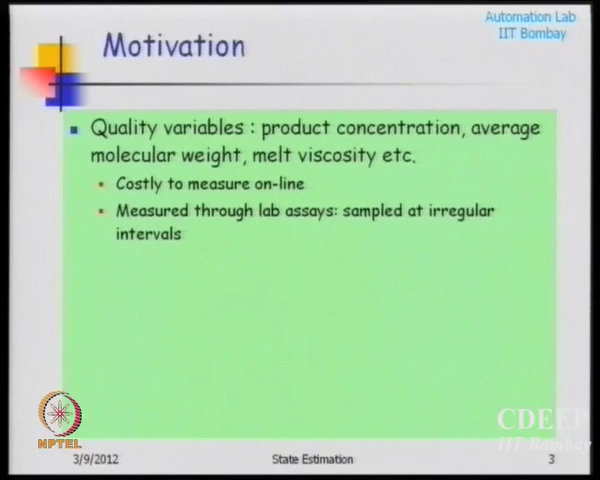 Automation Lab
IIT Bombay
Motivation
Quality variables : product concentration, average
molecular weight, melt viscosity etc.
Costly to measure on-line
Measured through lab assays: sampled at irregular
intervals
NPTEL
CDEEP
IIT Bombay
3/9/2012
State Estimation
3